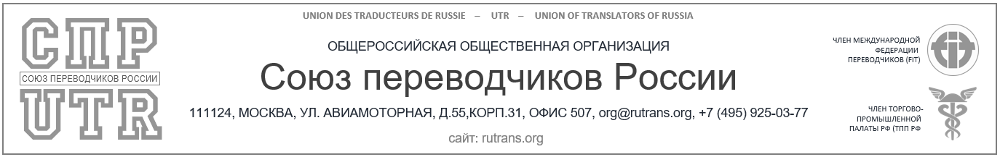 UNION DES TRADUCTEURS DE RUSSIE – UTR – UNION OF TRANSLATORS OF RUSSIA
СПР
СОЮЗ ПЕРЕВОДЧИКОВ РОССИИ
UTR
ОБЩЕРОССИЙСКАЯ ОБЩЕСТВЕННАЯ ОРГАНИЗАЦИЯ
Союз переводчиков России
111124, МОСКВА, УЛ. АВИАМОТОРНАЯ, Д.55,КОРП.31, ОФИС 507, org@rutrans.org, +7 (495) 925-03-77
сайт: rutrans.org
ЧЛЕН МЕЖДУНАРОДНОЙ
ФЕДЕРАЦИИ
ПЕРЕВОДЧИКОВ (FIT)
fit
ЧЛЕН ТОРГОВО-
ПРОМЫШЛЕННОЙ
ПАЛАТЫ РФ (ТПП РФ